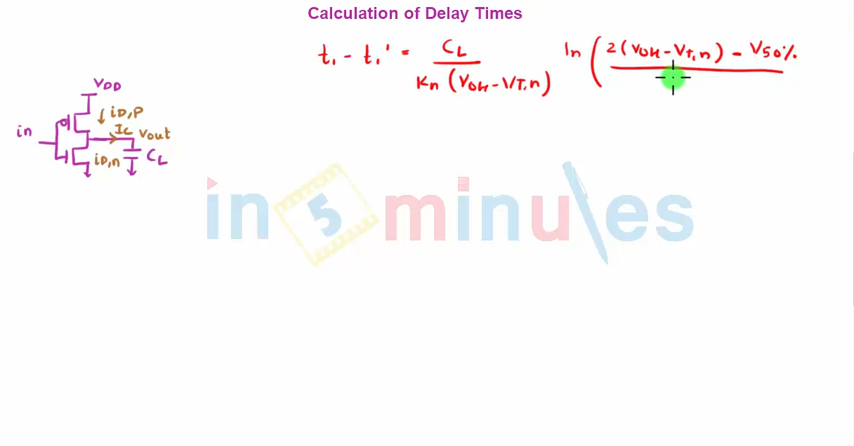 Calculation of Delay Times
t₁ - t₁' = C_L / Kn (VOH - VT,n) ln ( 2(VOH - VT,n) - V50%
VDD
iD,P
in
Ic Vout
iD,n CL
in 5 minutes